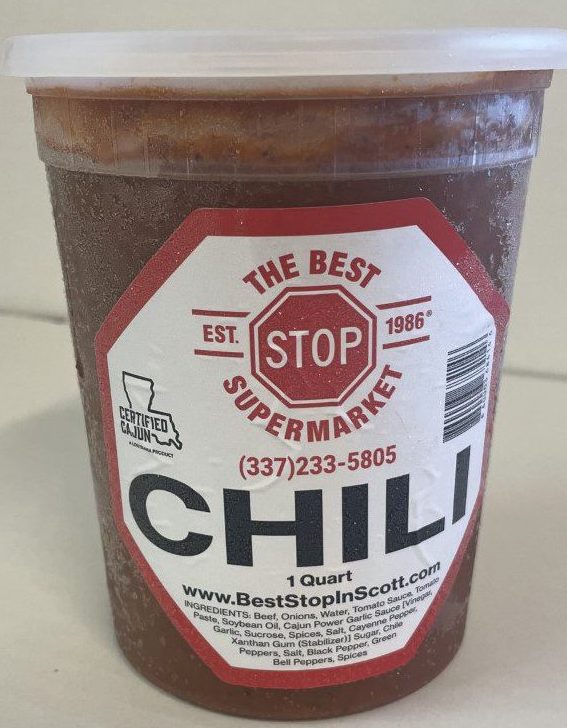 THE BEST
EST. STOP 1986®
SUPERMARKET
CERTIFIED
CAJUN
A LOUISIANA PRODUCT
(337)233-5805
CHILI
1 Quart
www.BestStopInScott.com
INGREDIENTS: Beef, Onions, Water, Tomato Sauce, Tomato
Paste, Soybean Oil, Cajun Power Garlic Sauce [Vinegar,
Garlic, Sucrose, Spices, Salt, Cayenne Pepper,
Xanthan Gum (Stabilizer)] Sugar, Chile
Peppers, Salt, Black Pepper, Green
Bell Peppers, Spices